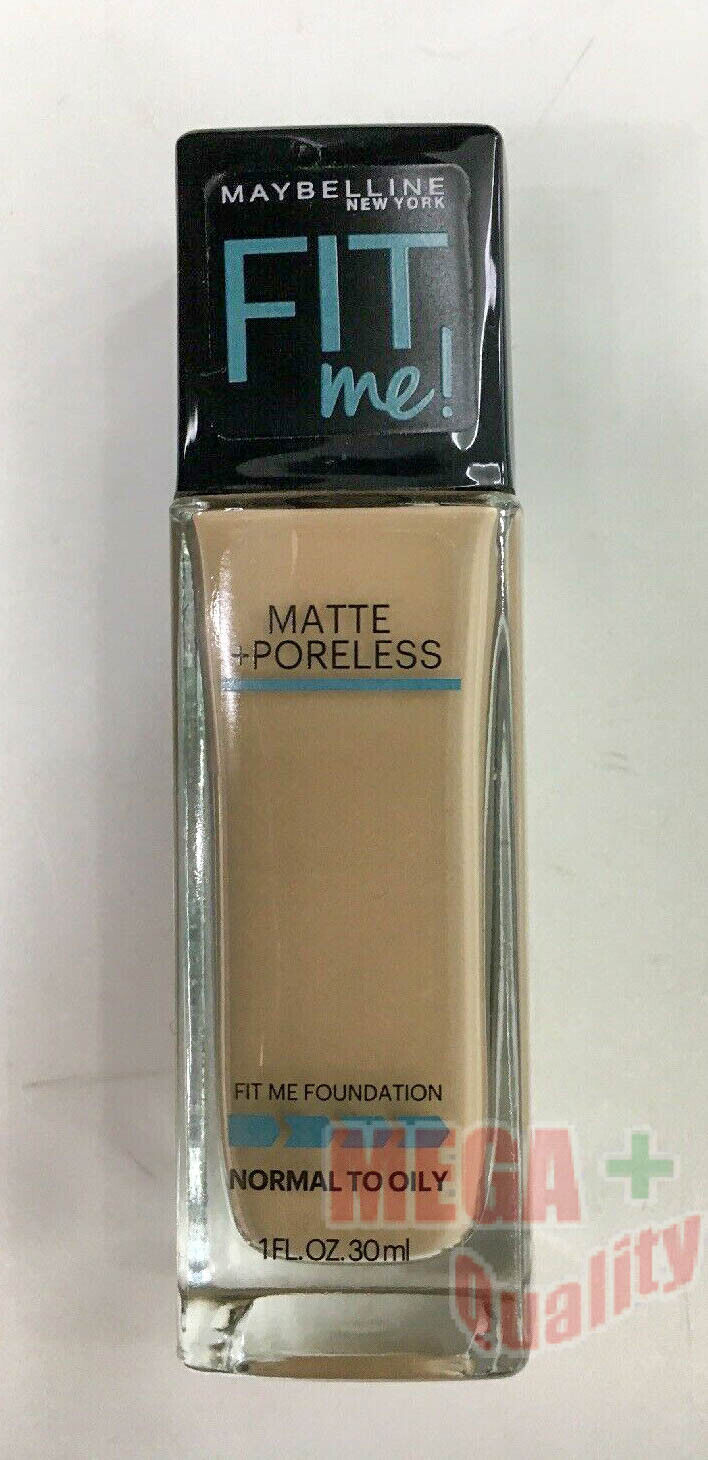 MAYBELLINE
NEW YORK
FIT
me!
MATTE
+PORELESS
FIT ME FOUNDATION
NORMAL TO OILY
1FL.OZ.30ml
MEGA+
Quality